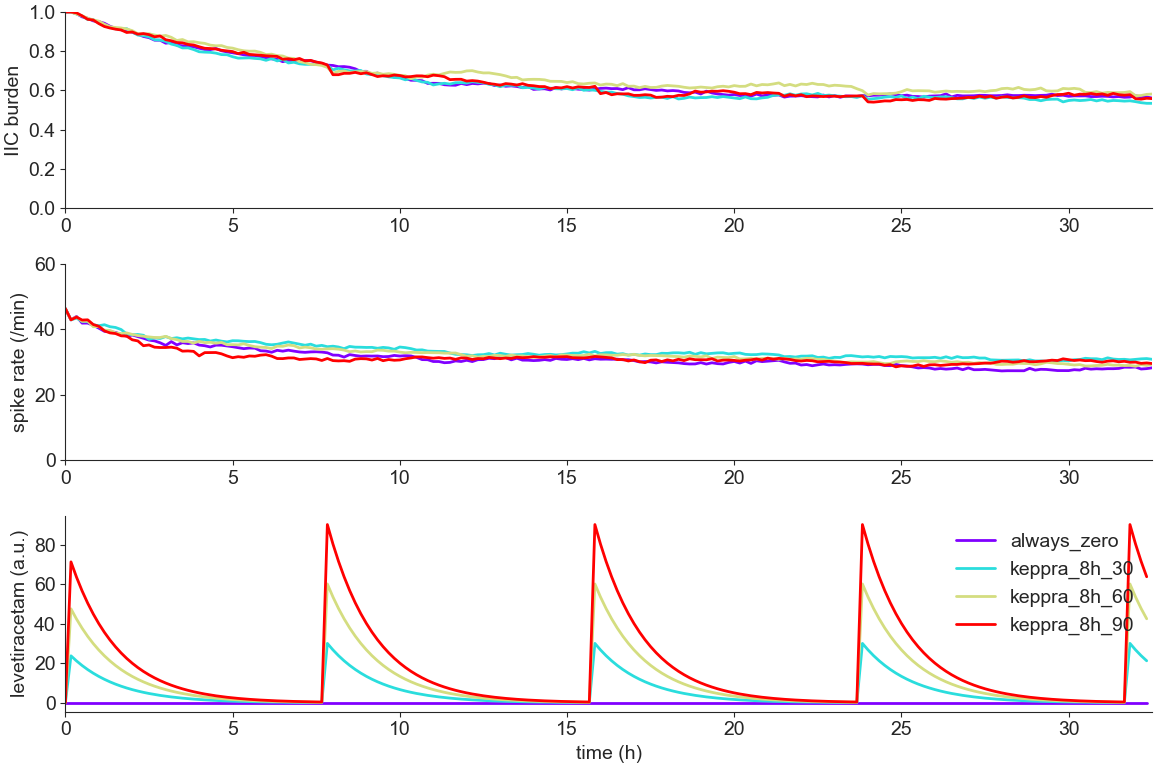 1.0
0.8
0.6
0.4
0.2
0.0
IIC burden
0 5 10 15 20 25 30
60
40
20
0
spike rate (/min)
0 5 10 15 20 25 30
80
60
40
20
0
levetiracetam (a.u.)
always_zero
keppra_8h_30
keppra_8h_60
keppra_8h_90
0 5 10 15 20 25 30
time (h)